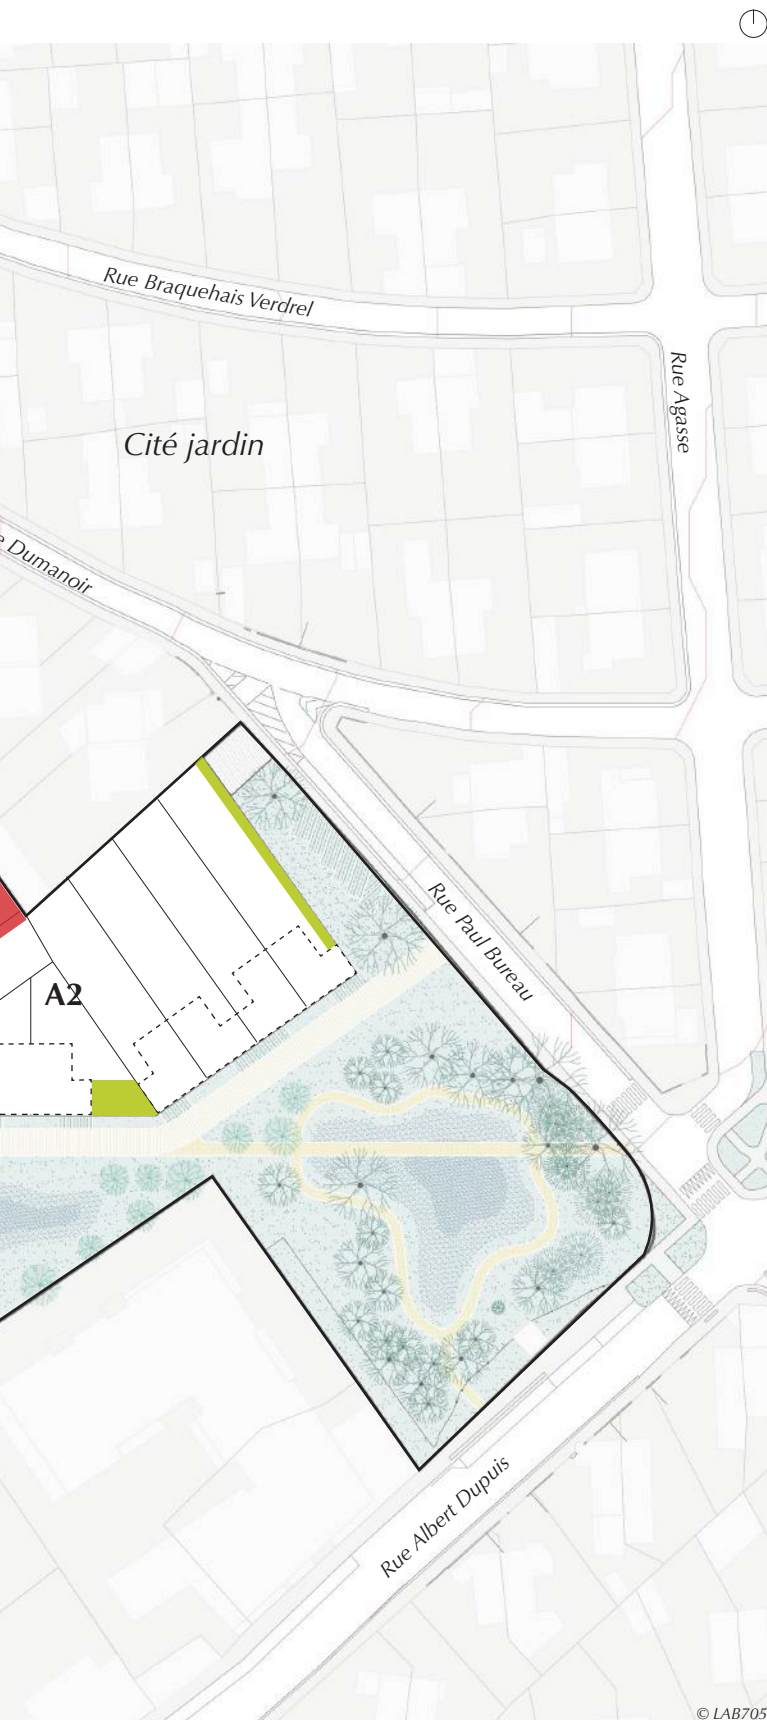 Rue Braquehais Verdrel
Rue Agasse
Cité jardin
Dumanoir
Rue Paul Bureau
A2
Rue Albert Dupuis
© LAB705